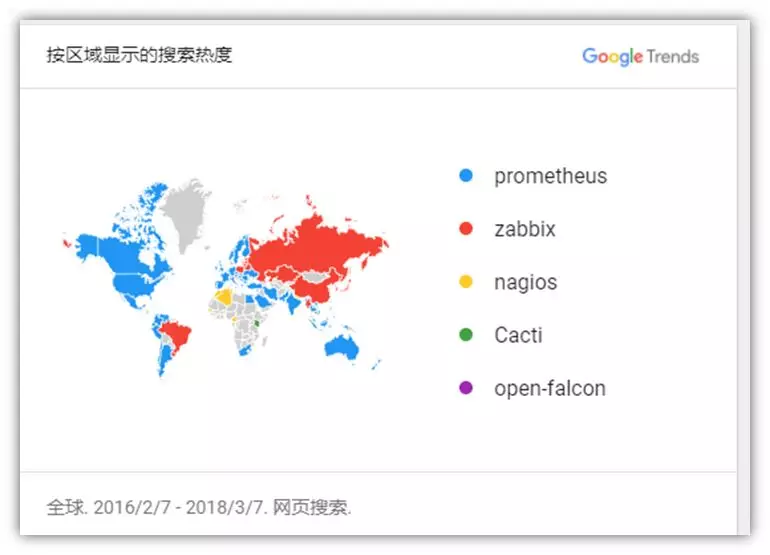 按区域显示的搜索热度
Google Trends
prometheus
zabbix
nagios
Cacti
open-falcon
全球. 2016/2/7 - 2018/3/7. 网页搜索.